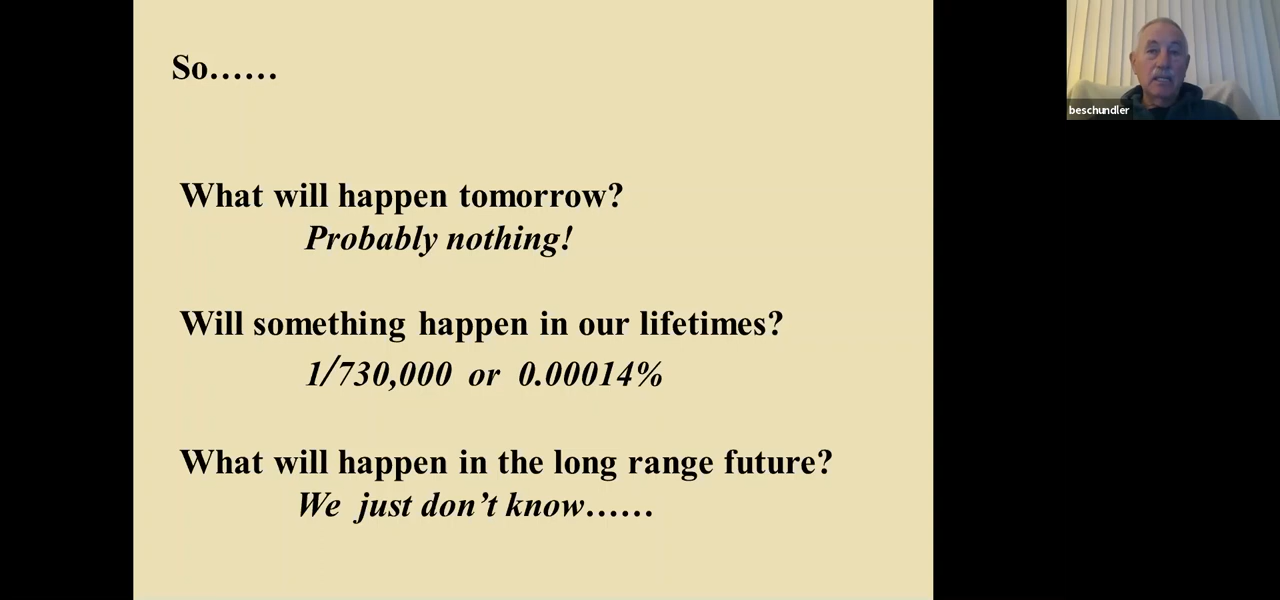 So……
What will happen tomorrow?
Probably nothing!
Will something happen in our lifetimes?
1/730,000 or 0.00014%
What will happen in the long range future?
We just don’t know……
beschundler